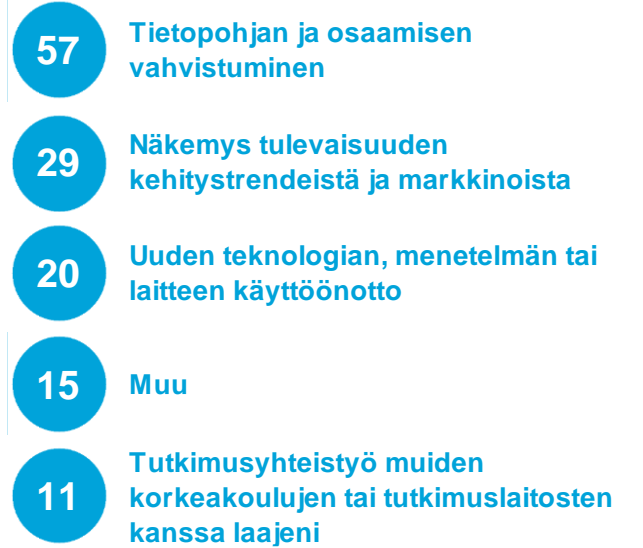 57
Tietopohjan ja osaamisen
vahvistuminen
29
Näkemys tulevaisuuden
kehitystrendeistä ja markkinoista
20
Uuden teknologian, menetelmän tai
laitteen käyttöönotto
15
Muu
11
Tutkimusyhteistyö muiden
korkeakoulujen tai tutkimuslaitosten
kanssa laajeni